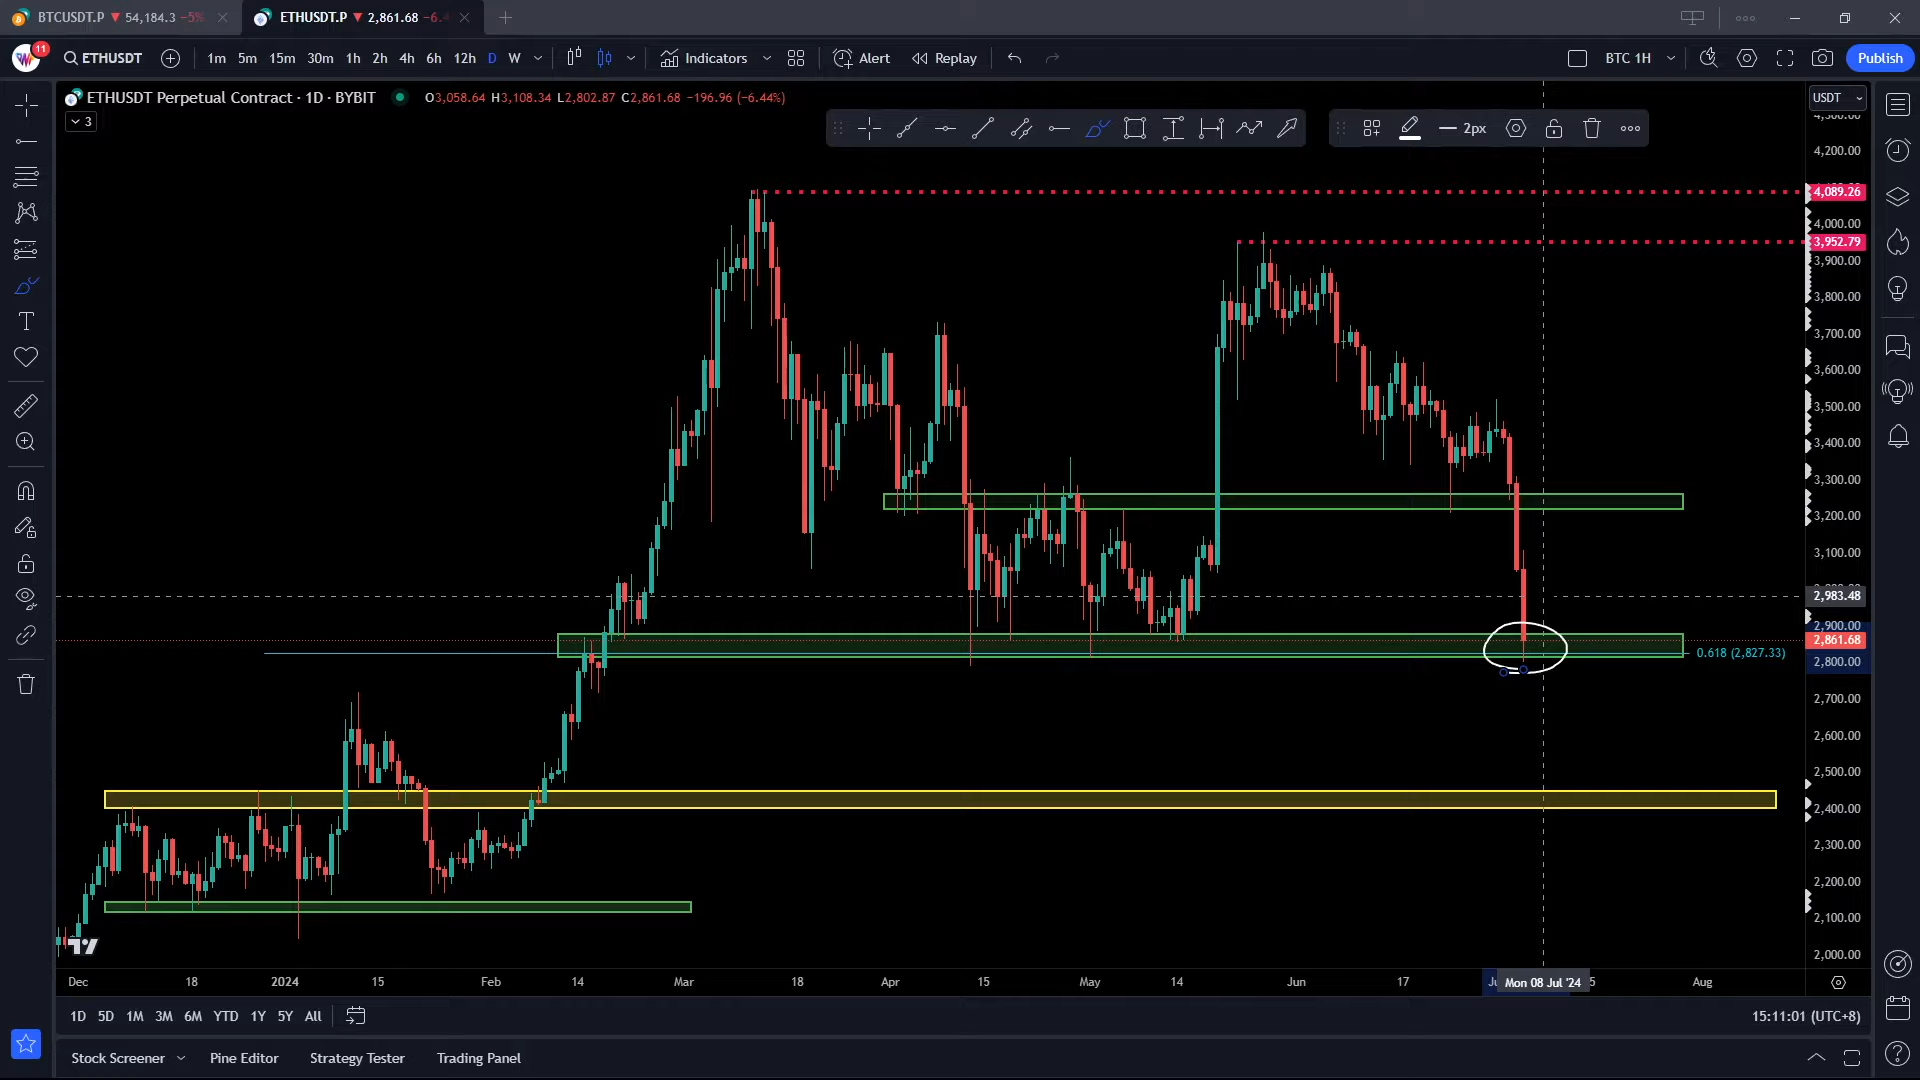 BTCUSDT.P ▼ 54,184.3 −5%
ETHUSDT.P ▼ 2,861.68 −6.4
11
ETHUSDT
1m 5m 15m 30m 1h 2h 4h 6h 12h D W
Indicators
Alert
Replay
BTC 1H
Publish
ETHUSDT Perpetual Contract · 1D · BYBIT
O3,058.64 H3,108.34 L2,802.87 C2,861.68 −196.96 (−6.44%)
3
2px
USDT
4,200.00
4,089.26
4,000.00
3,952.79
3,900.00
3,800.00
3,700.00
3,600.00
3,500.00
3,400.00
3,300.00
3,200.00
3,100.00
2,983.48
2,900.00
2,861.68
0.618 (2,827.33)
2,800.00
2,700.00
2,600.00
2,500.00
2,400.00
2,300.00
2,200.00
2,100.00
2,000.00
Dec 18 2024 15 Feb 14 Mar 18 Apr 15 May 14 Jun 17 Mon 08 Jul '24 Aug
1D 5D 1M 3M 6M YTD 1Y 5Y All
15:11:01 (UTC+8)
Stock Screener
Pine Editor
Strategy Tester
Trading Panel